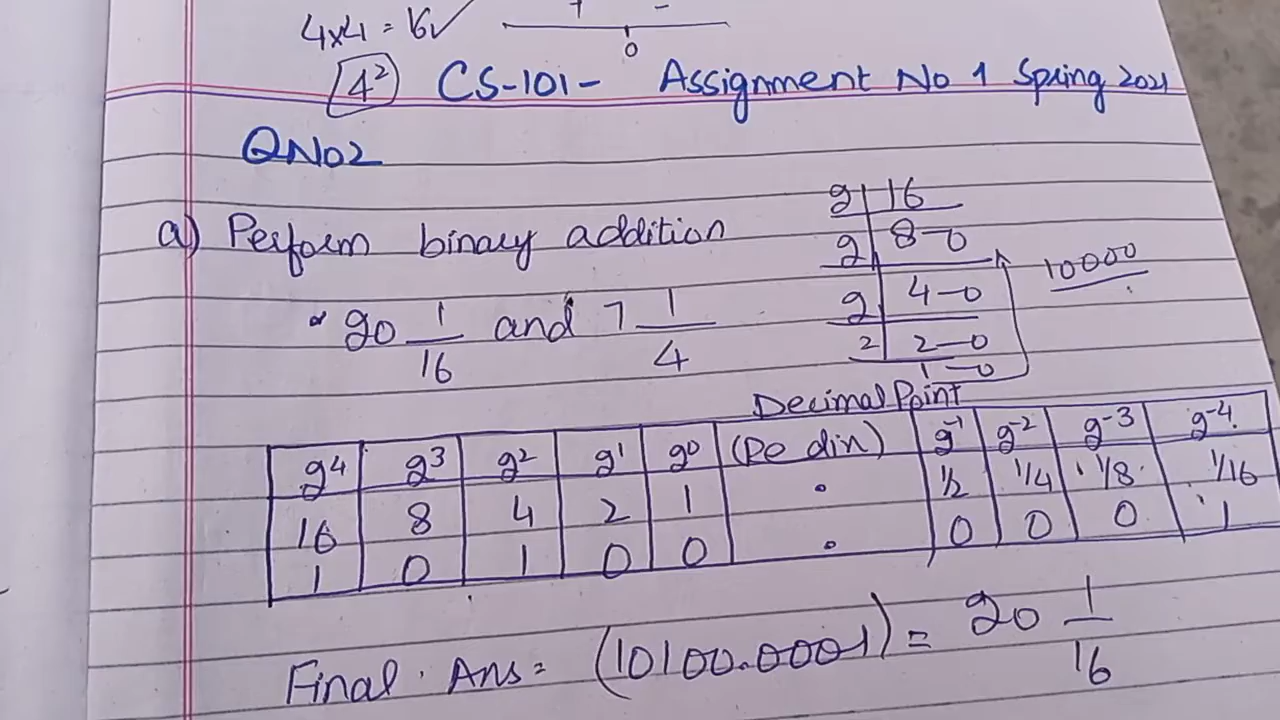 4x4 = 16✓
+ -
0
4² CS-101- Assignment No 1 Spring 2021
QNo2
a) Perform binary addition
20 1/16 and 7 1/4
2 | 16
2 | 8-0
2 | 4-0
2 | 2-0
1-0
10000
Decimal Point
2⁴ 2³ 2² 2¹ 2⁰ 2⁻¹ 2⁻² 2⁻³ 2⁻⁴
16 8 4 2 1 . 1/2 1/4 1/8 1/16
1 0 1 0 0 . 0 0 0 1
Final Ans = (10100.0001) = 20 1/16